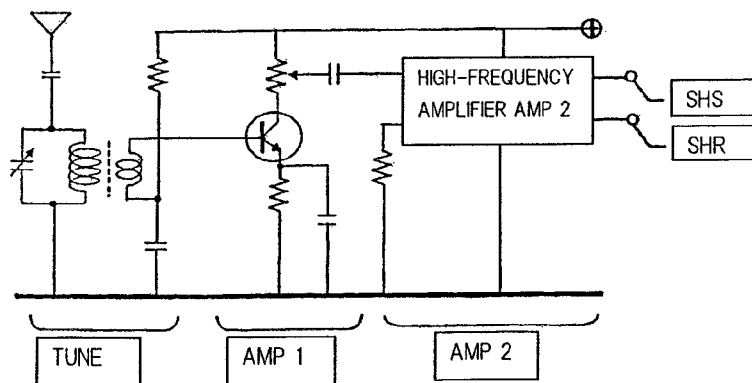 HIGH-FREQUENCY
AMPLIFIER AMP 2
SHS
SHR
TUNE
AMP 1
AMP 2